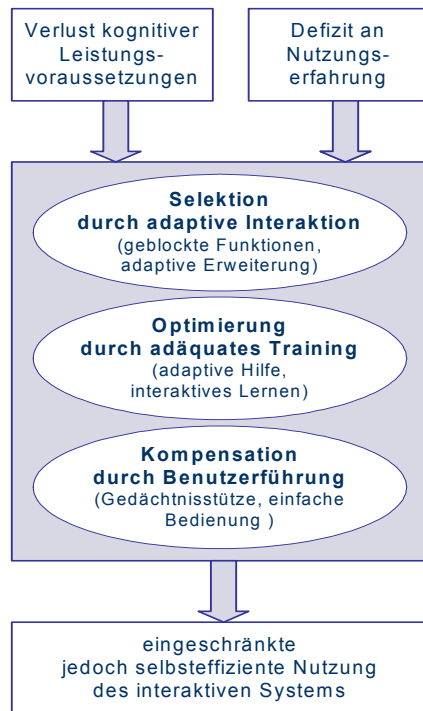 Verlust kognitiver
Leistungs-
voraussetzungen
Defizit an
Nutzungs-
erfahrung
Selektion
durch adaptive Interaktion
(geblockte Funktionen,
adaptive Erweiterung)
Optimierung
durch adäquates Training
(adaptive Hilfe,
interaktives Lernen)
Kompensation
durch Benutzerführung
(Gedächtnisstütze, einfache
Bedienung )
eingeschränkte
jedoch selbsteffiziente Nutzung
des interaktiven Systems